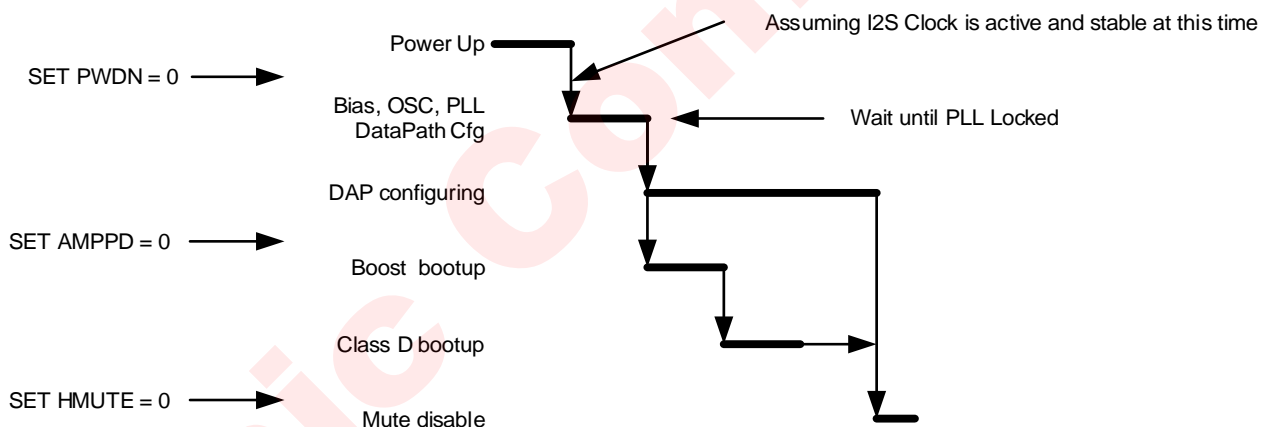 Assuming I2S Clock is active and stable at this time
Power Up
SET PWDN = 0
Bias, OSC, PLL
DataPath Cfg
Wait until PLL Locked
DAP configuring
SET AMPPD = 0
Boost bootup
Class D bootup
SET HMUTE = 0
Mute disable